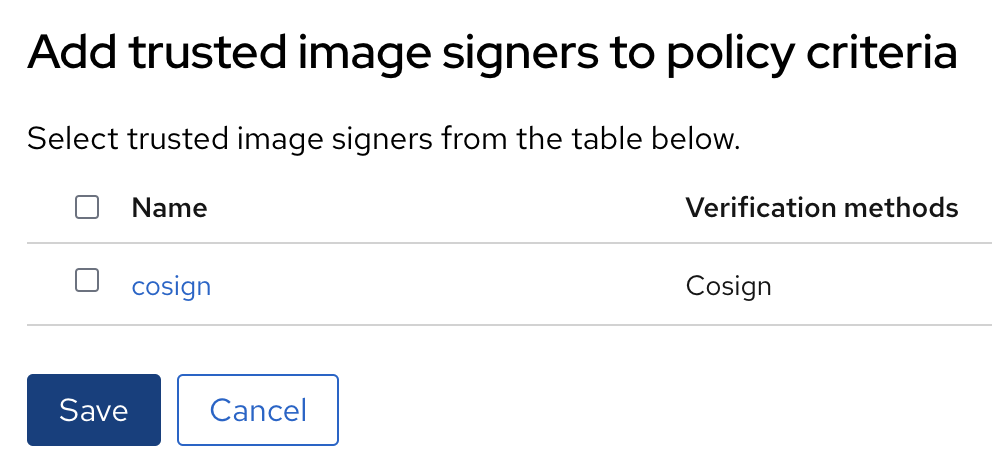 Add trusted image signers to policy criteria
Select trusted image signers from the table below.
Name Verification methods
cosign Cosign
Save Cancel